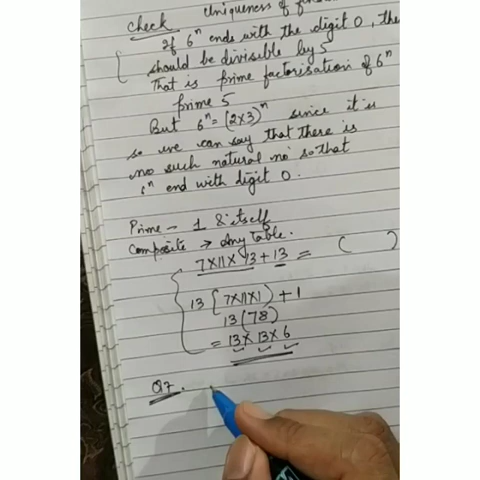 Check Uniqueness of
If 6ⁿ ends with the digit 0, the
should be divisible by 5
That is prime factorisation of 6ⁿ
prime 5
But 6ⁿ = (2×3)ⁿ since it is
so we can say that there is
no such natural no so that
6ⁿ end with digit 0.
Prime - 1 & itself
Composite → Any table.
7×11×13+13 = ( )
13 [7×11×1) + 1
13 (78)
= 13×13×6
Q7.